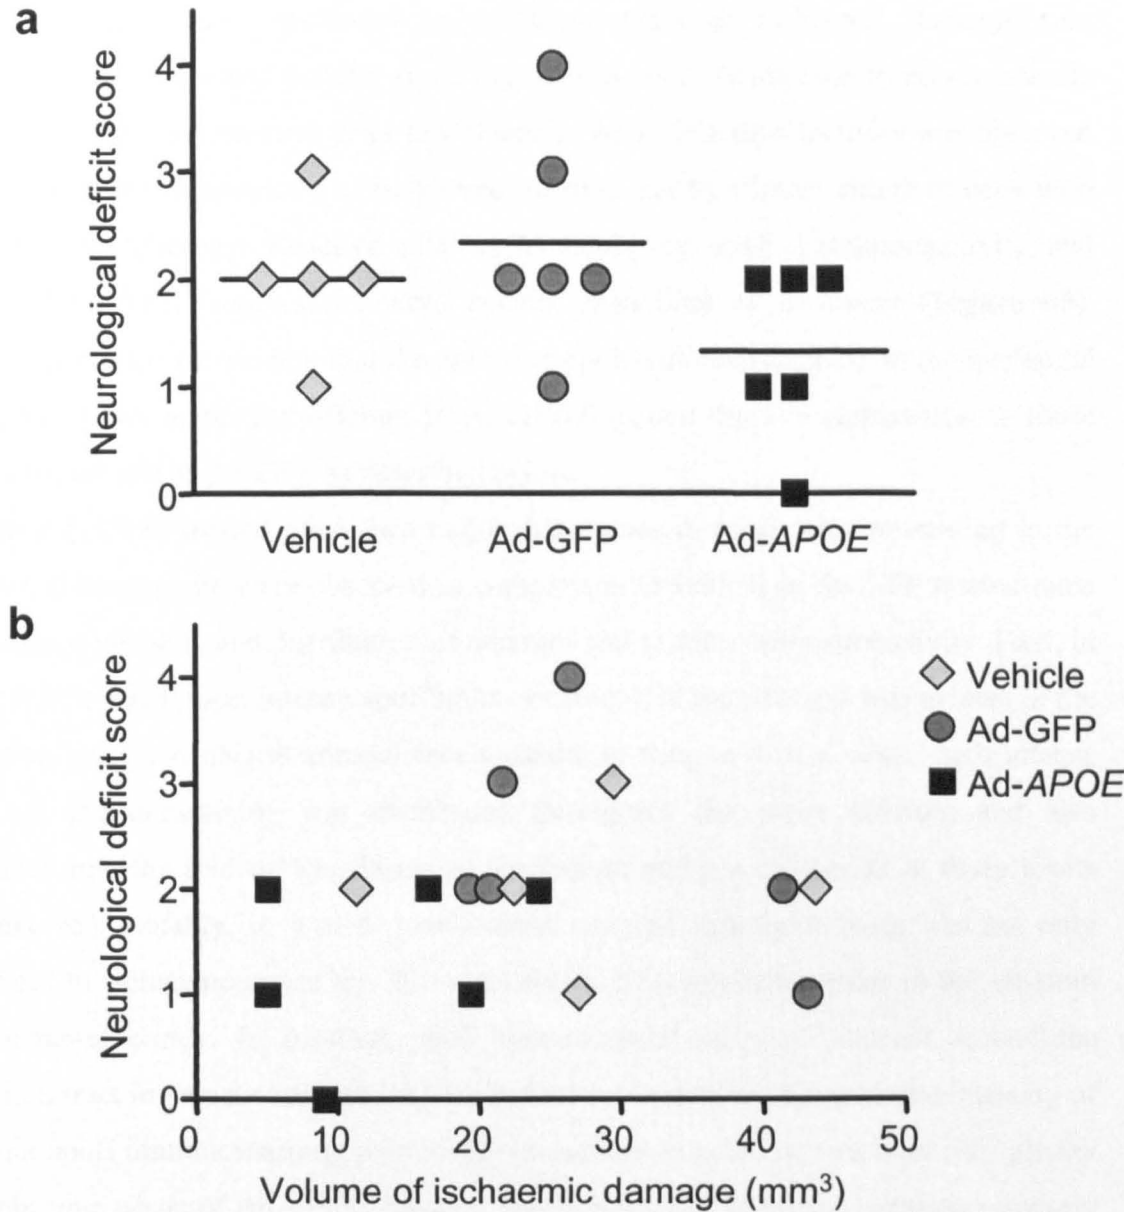 a
Neurological deficit score
4
3
2
1
0
Vehicle Ad-GFP Ad-APOE
b
Neurological deficit score
4
3
2
1
0
0 10 20 30 40 50
Volume of ischaemic damage (mm³)
Vehicle
Ad-GFP
Ad-APOE